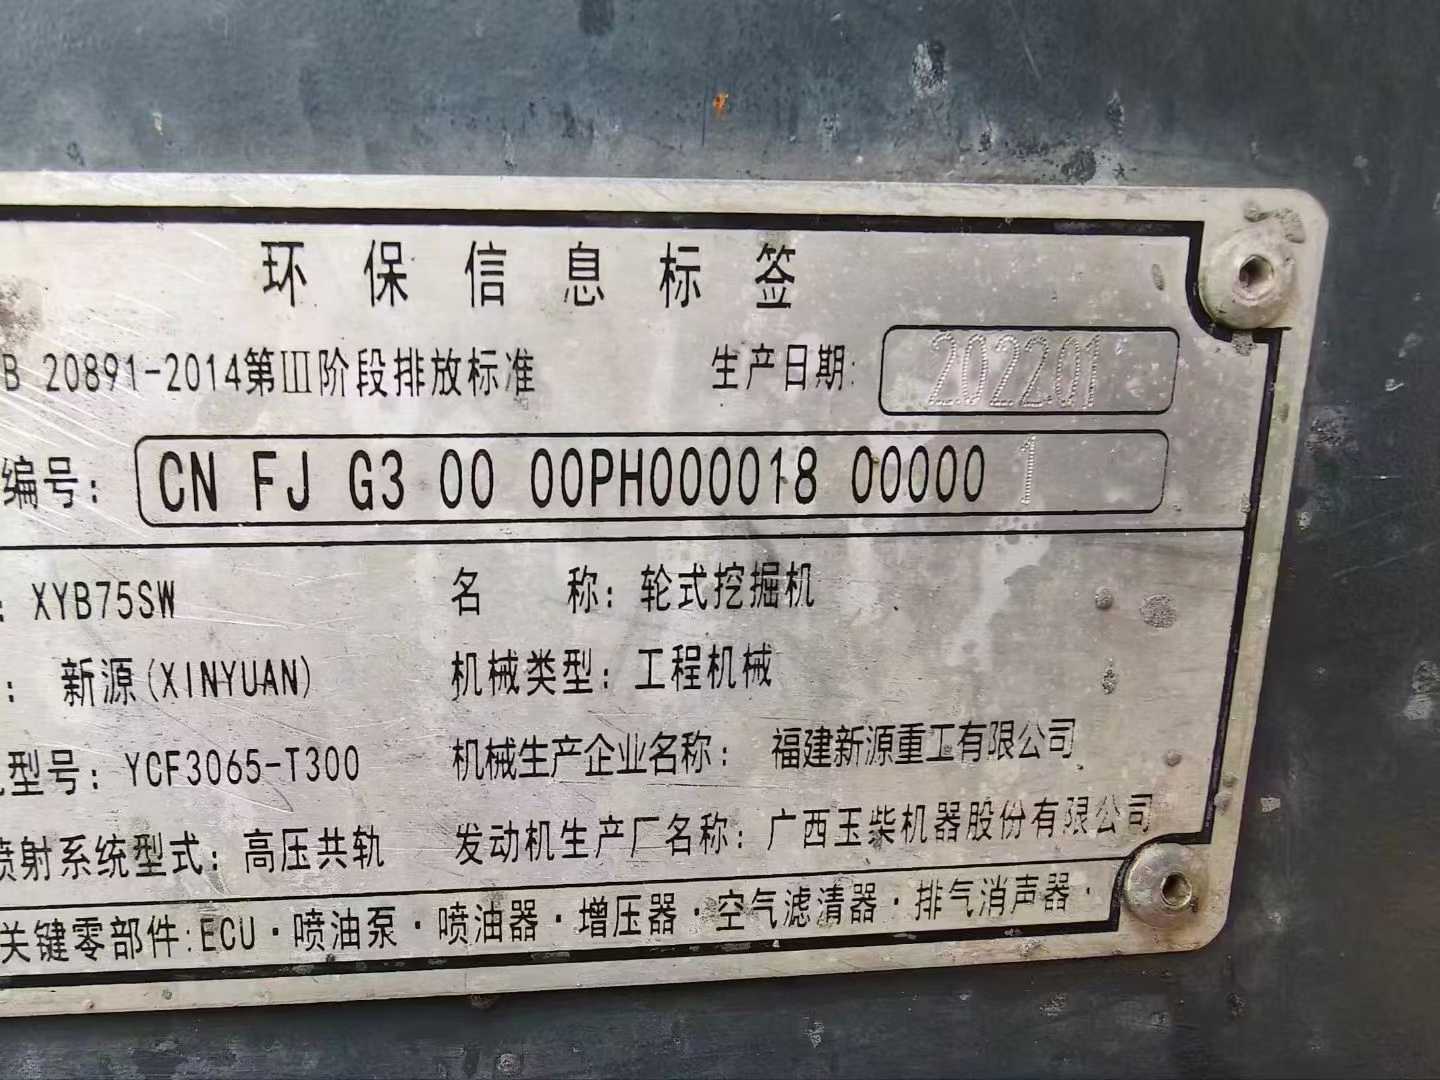 环保信息标签
B 20891-2014第III阶段排放标准 生产日期: 202201
编号: CN FJ G3 00 00PH000018 00000 1
: XYB75SW 名 称: 轮式挖掘机
: 新源(XINYUAN) 机械类型: 工程机械
型号: YCF3065-T300 机械生产企业名称: 福建新源重工有限公司
喷射系统型式: 高压共轨 发动机生产厂名称: 广西玉柴机器股份有限公司
关键零部件:ECU·喷油泵·喷油器·增压器·空气滤清器·排气消声器·